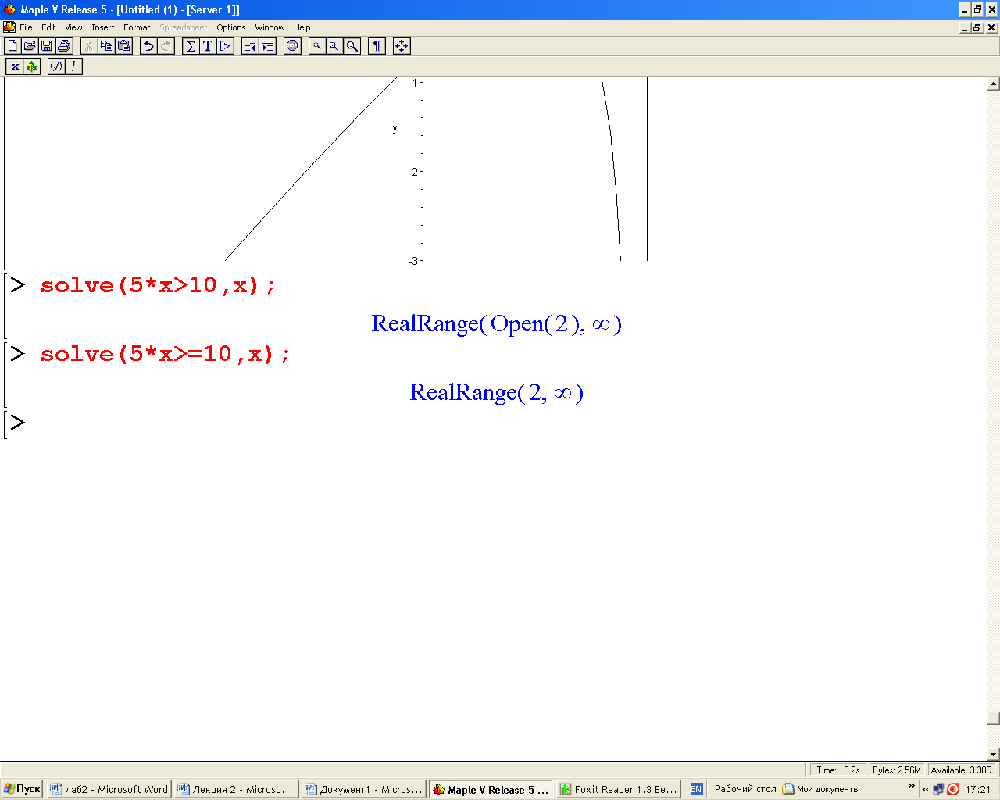 Maple V Release 5 - [Untitled (1) - [Server 1]]
File Edit View Insert Format Spreadsheet Options Window Help
Σ T [>
x (√) !
-1
y
-2
-3
> solve(5*x>10,x);
RealRange( Open( 2 ), ∞ )
> solve(5*x>=10,x);
RealRange( 2, ∞ )
>
Time: 9.2s Bytes: 2.56M Available: 3.30G
Пуск лаб2 - Microsoft Word Лекция 2 - Microso... Документ1 - Micros... Maple V Release 5 ... Foxit Reader 1.3 Be... EN Рабочий стол Мои документы » « 17:21